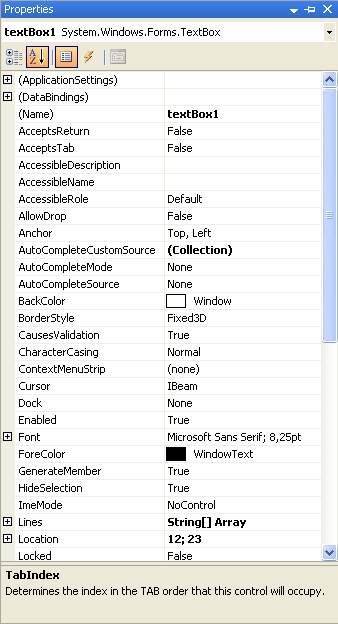 Properties
textBox1 System.Windows.Forms.TextBox
(ApplicationSettings)
(DataBindings)
(Name) textBox1
AcceptsReturn False
AcceptsTab False
AccessibleDescription
AccessibleName
AccessibleRole Default
AllowDrop False
Anchor Top, Left
AutoCompleteCustomSource (Collection)
AutoCompleteMode None
AutoCompleteSource None
BackColor Window
BorderStyle Fixed3D
CausesValidation True
CharacterCasing Normal
ContextMenuStrip (none)
Cursor IBeam
Dock None
Enabled True
Font Microsoft Sans Serif; 8,25pt
ForeColor WindowText
GenerateMember True
HideSelection True
ImeMode NoControl
Lines String[] Array
Location 12; 23
Locked False
TabIndex
Determines the index in the TAB order that this control will occupy.